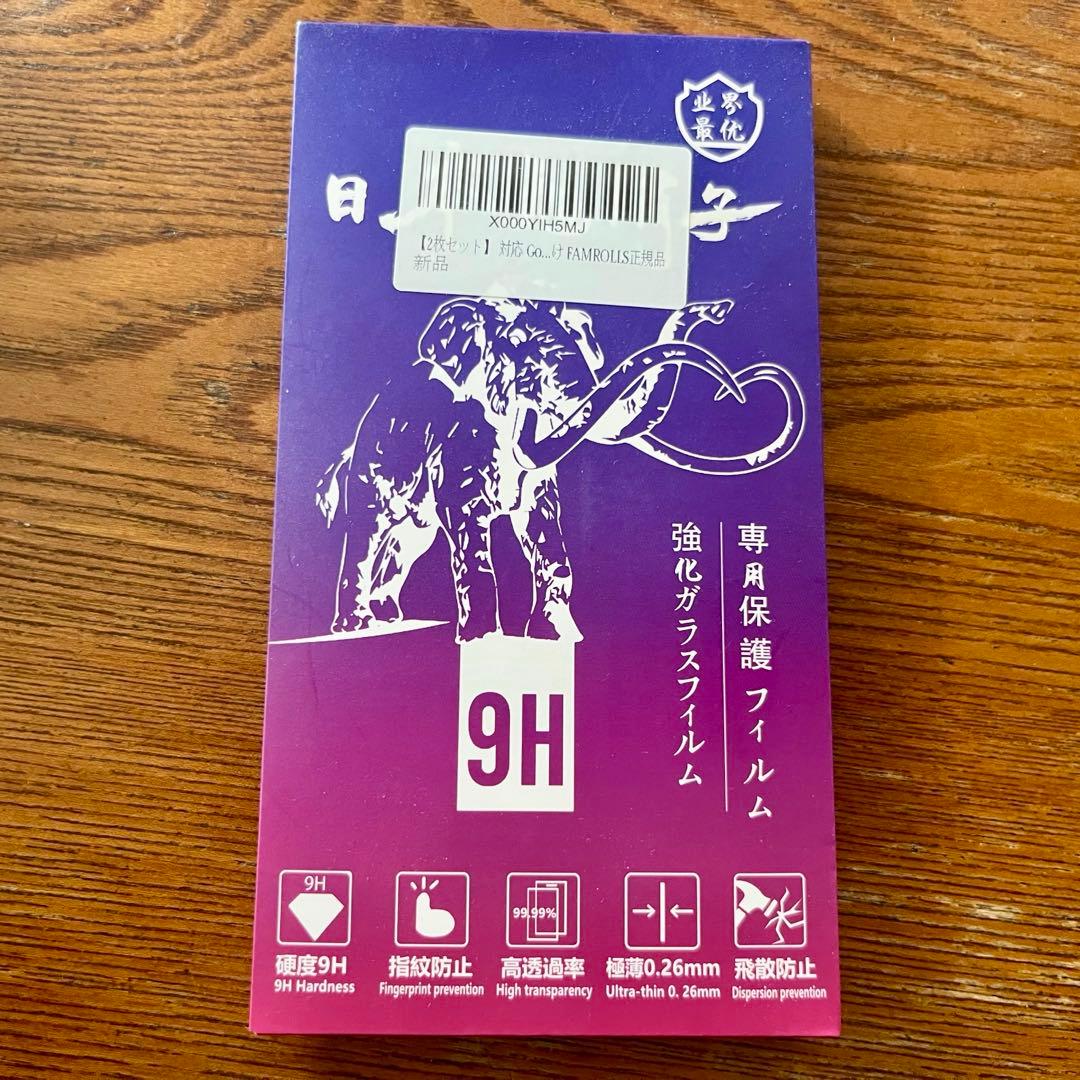 业界
最优
日
子
X000YIH5MJ
【2枚セット】 対応 Go...け FAMROLLS正規品
新品
専用保護フィルム
強化ガラスフィルム
9H
9H
硬度9H
9H Hardness
指紋防止
Fingerprint prevention
99.99%
高透過率
High transparency
極薄0.26mm
Ultra-thin 0. 26mm
飛散防止
Dispersion prevention